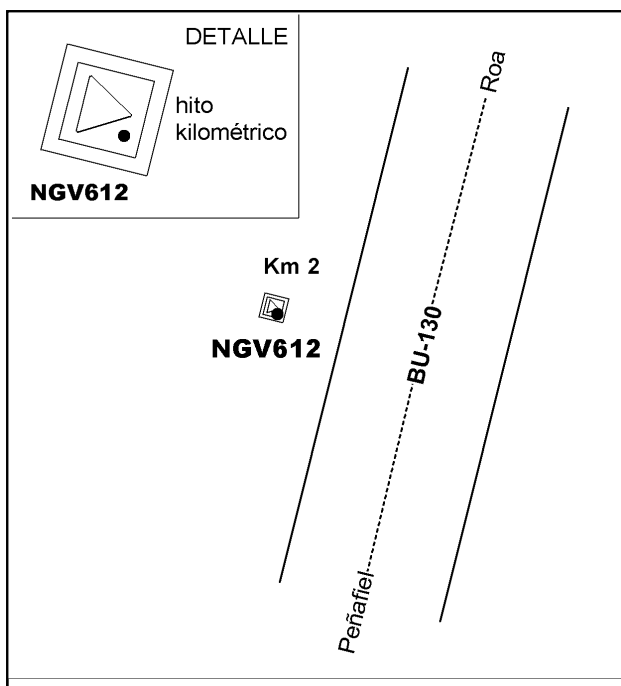 DETALLE
hito
kilométrico
NGV612
Roa
Km 2
NGV612
BU-130
Peñafiel